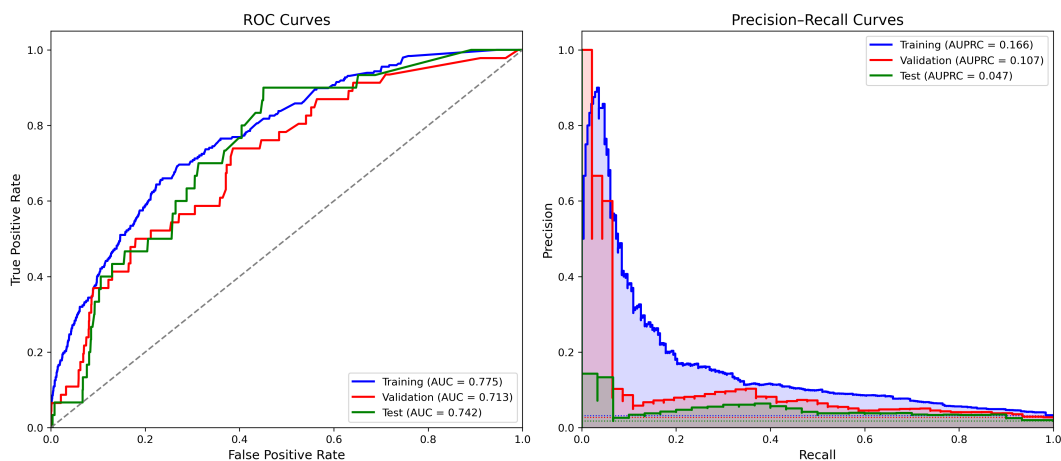 ROC Curves
True Positive Rate
1.0
0.8
0.6
0.4
0.2
0.0
0.0 0.2 0.4 0.6 0.8 1.0
False Positive Rate
Training (AUC = 0.775)
Validation (AUC = 0.713)
Test (AUC = 0.742)
Precision–Recall Curves
Precision
1.0
0.8
0.6
0.4
0.2
0.0
0.0 0.2 0.4 0.6 0.8 1.0
Recall
Training (AUPRC = 0.166)
Validation (AUPRC = 0.107)
Test (AUPRC = 0.047)